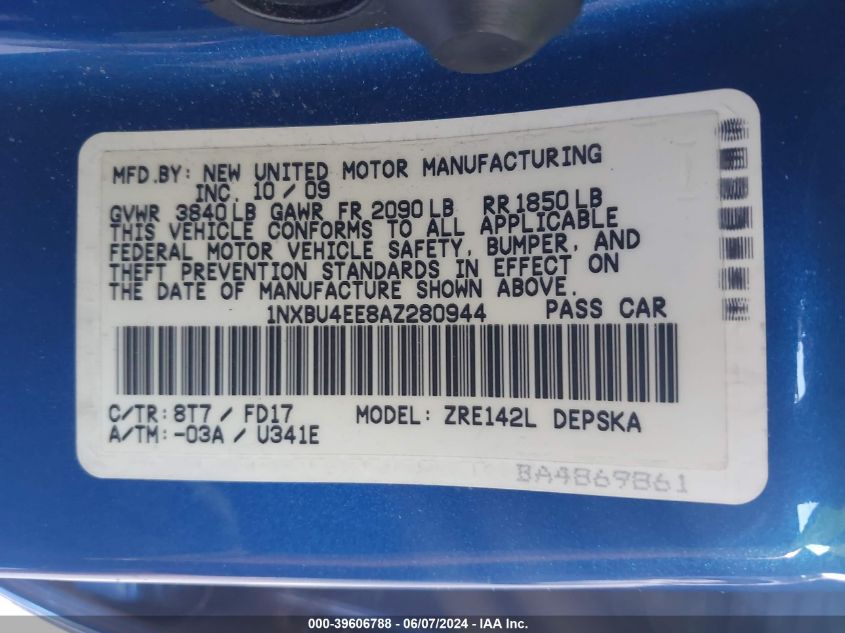 MFD.BY: NEW UNITED MOTOR MANUFACTURING
INC. 10 / 09
GVWR 3840 LB GAWR FR 2090 LB RR 1850 LB
THIS VEHICLE CONFORMS TO ALL APPLICABLE
FEDERAL MOTOR VEHICLE SAFETY, BUMPER, AND
THEFT PREVENTION STANDARDS IN EFFECT ON
THE DATE OF MANUFACTURE SHOWN ABOVE.
1NXBU4EE8AZ280944 PASS CAR
C/TR: 8T7 / FD17 MODEL: ZRE142L DEPSKA
A/TM: -03A / U341E
BA4869861
000-39606788 - 06/07/2024 - IAA Inc.